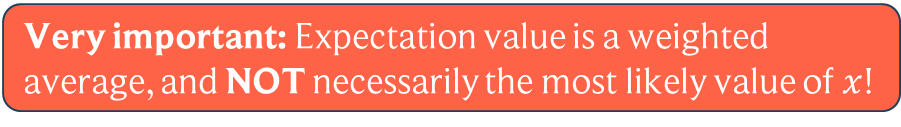 Very important: Expectation value is a weighted
average, and NOT necessarily the most likely value of x!